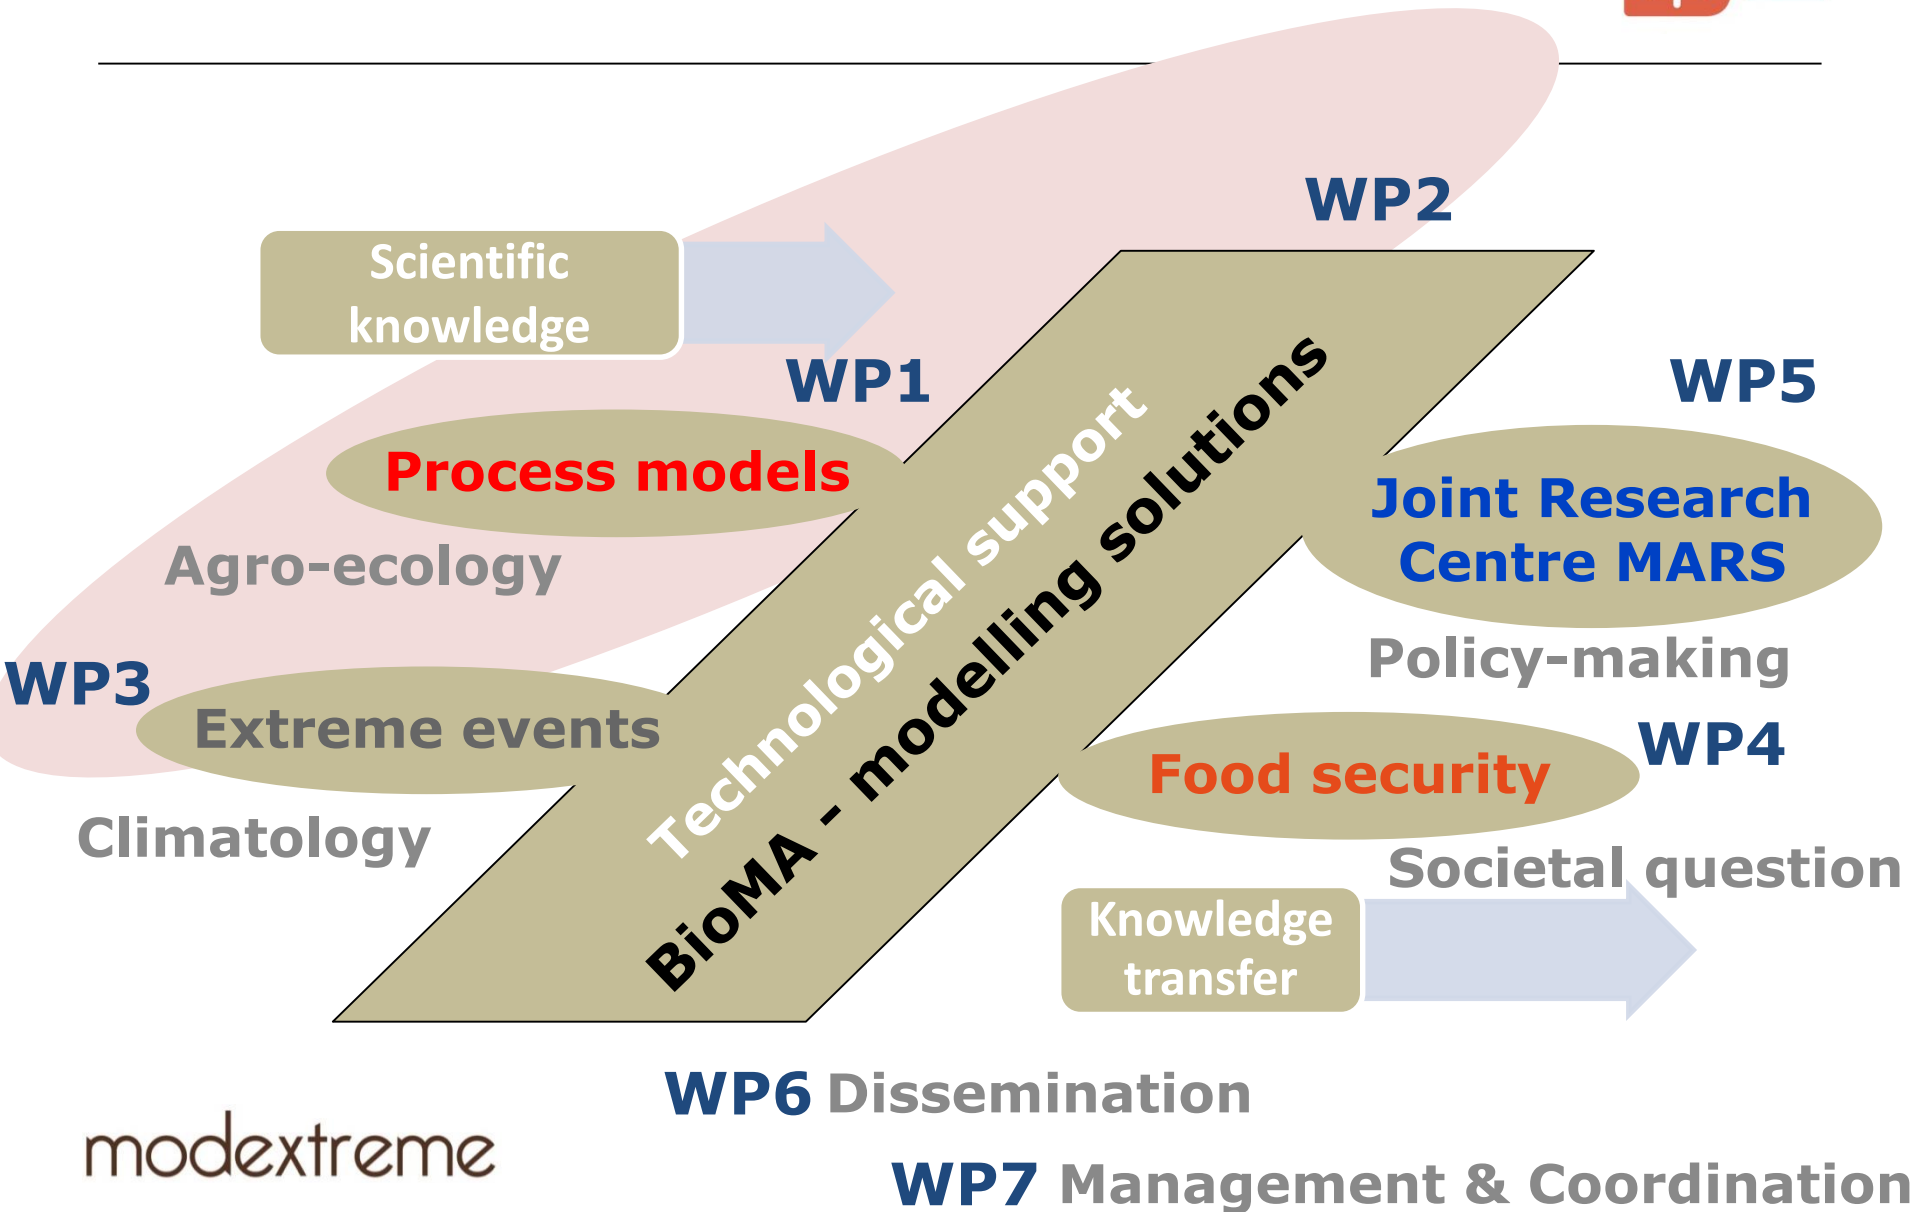 WP2
Scientific
knowledge
WP1
WP5
Process models
Joint Research
Centre MARS
Agro-ecology
Technological support
BioMA - modelling solutions
Policy-making
WP3
Extreme events
WP4
Food security
Climatology
Societal question
Knowledge
transfer
WP6 Dissemination
modextreme
WP7 Management & Coordination